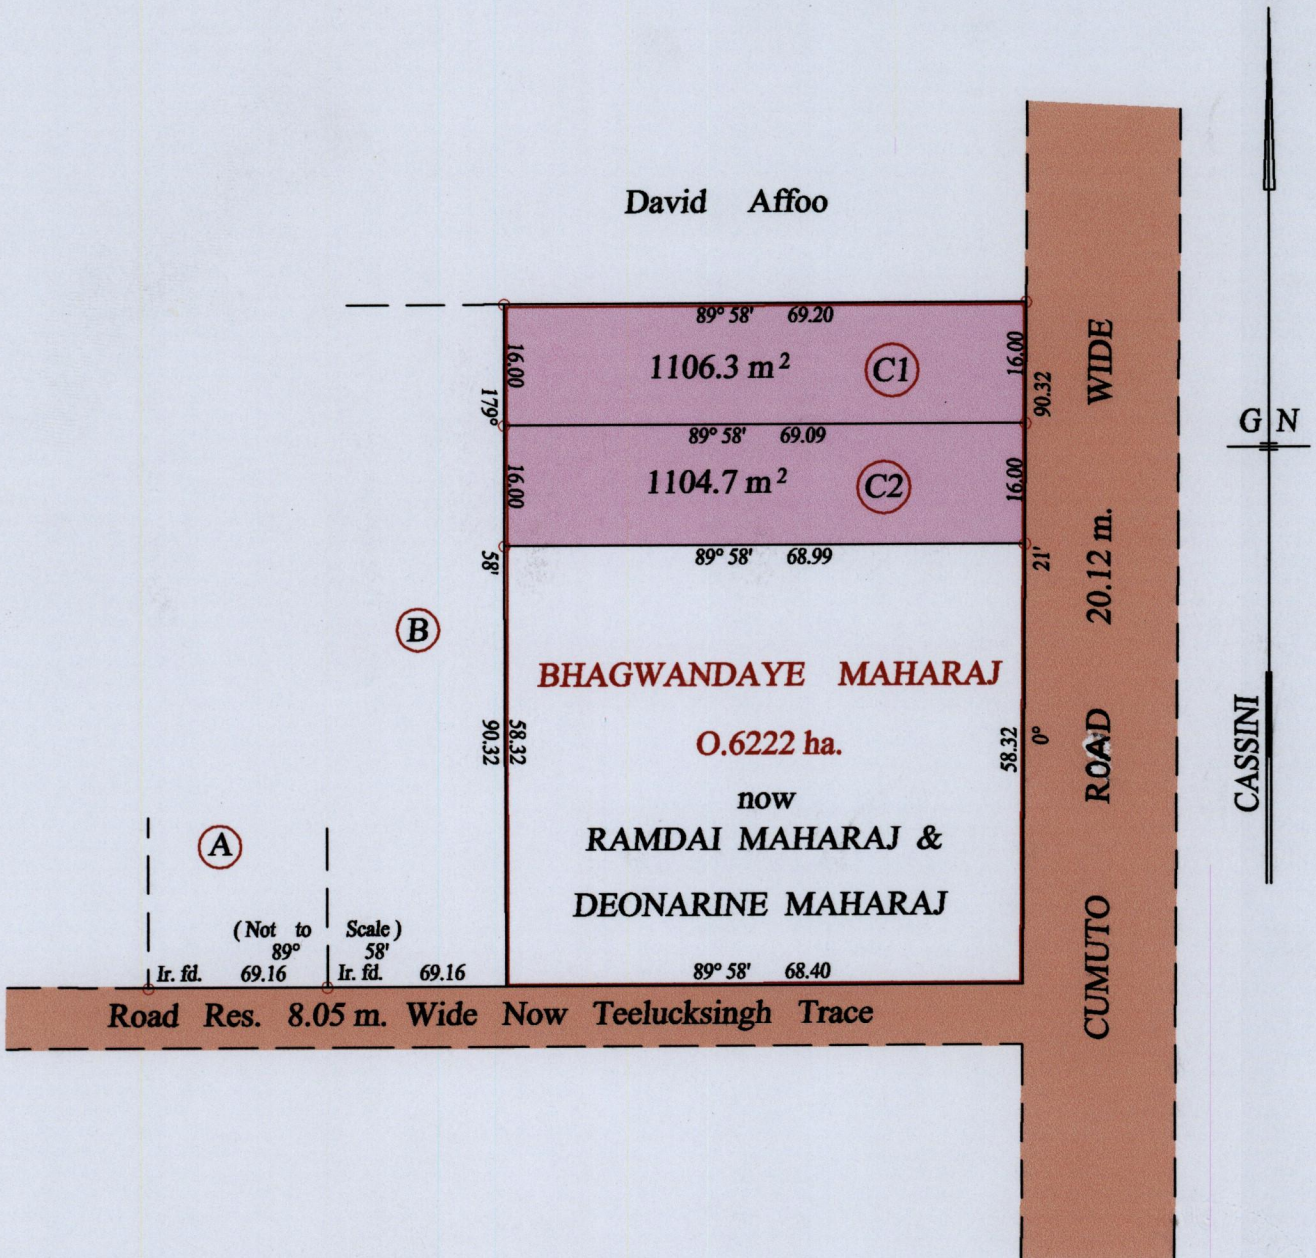 David Affoo
89° 58' 69.20
16.00
1106.3 m²
C1
16.00
179°
90.32
WIDE
G N
89° 58' 69.09
16.00
1104.7 m²
C2
16.00
58'
89° 58' 68.99
21'
20.12 m.
B
BHAGWANDAYE MAHARAJ
O.6222 ha.
now
RAMDAI MAHARAJ &
DEONARINE MAHARAJ
90.32
58.32
58.32
0°
ROAD
CASSINI
A
(Not to Scale)
89° 58'
Ir. fd. 69.16
Ir. fd. 69.16
89° 58' 68.40
CUMUTO
Road Res. 8.05 m. Wide Now Teelucksingh Trace